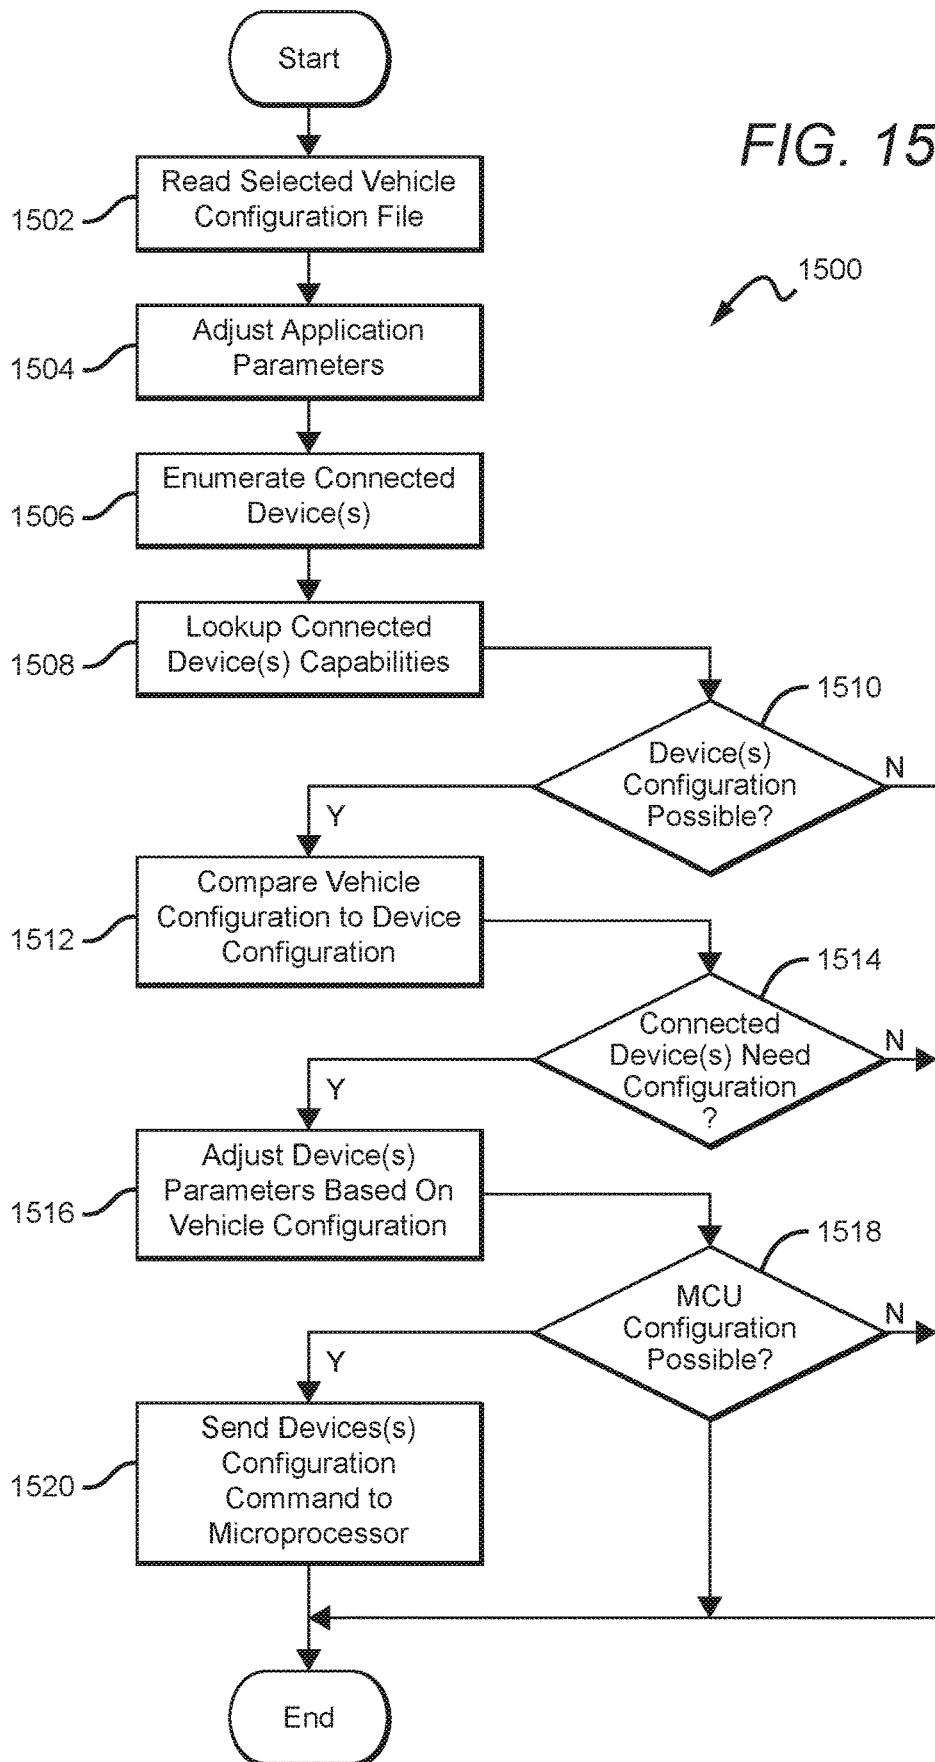 Start
FIG. 15
Read Selected Vehicle
Configuration File
1502
1500
Adjust Application
Parameters
1504
Enumerate Connected
Device(s)
1506
Lookup Connected
Device(s) Capabilities
1508
1510
Device(s)
Configuration
Possible?
N
Y
Compare Vehicle
Configuration to Device
Configuration
1512
1514
Connected
Device(s) Need
Configuration
?
N
Y
Adjust Device(s)
Parameters Based On
Vehicle Configuration
1516
1518
MCU
Configuration
Possible?
N
Y
Send Devices(s)
Configuration
Command to
Microprocessor
1520
End